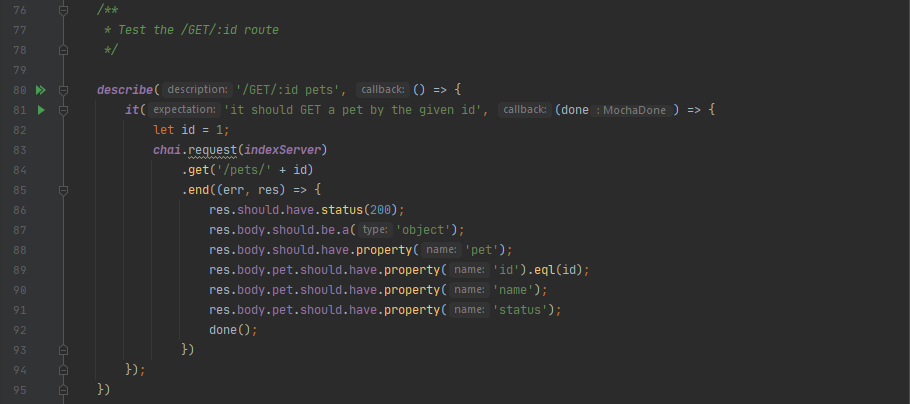 76 /**
77 * Test the /GET/:id route
78 */
79
80 describe( description: '/GET/:id pets', callback: () => {
81 it( expectation: 'it should GET a pet by the given id', callback: (done : MochaDone ) => {
82 let id = 1;
83 chai.request(indexServer)
84 .get('/pets/' + id)
85 .end((err, res) => {
86 res.should.have.status(200);
87 res.body.should.be.a( type: 'object');
88 res.body.should.have.property( name: 'pet');
89 res.body.pet.should.have.property( name: 'id').eql(id);
90 res.body.pet.should.have.property( name: 'name');
91 res.body.pet.should.have.property( name: 'status');
92 done();
93 })
94 });
95 })